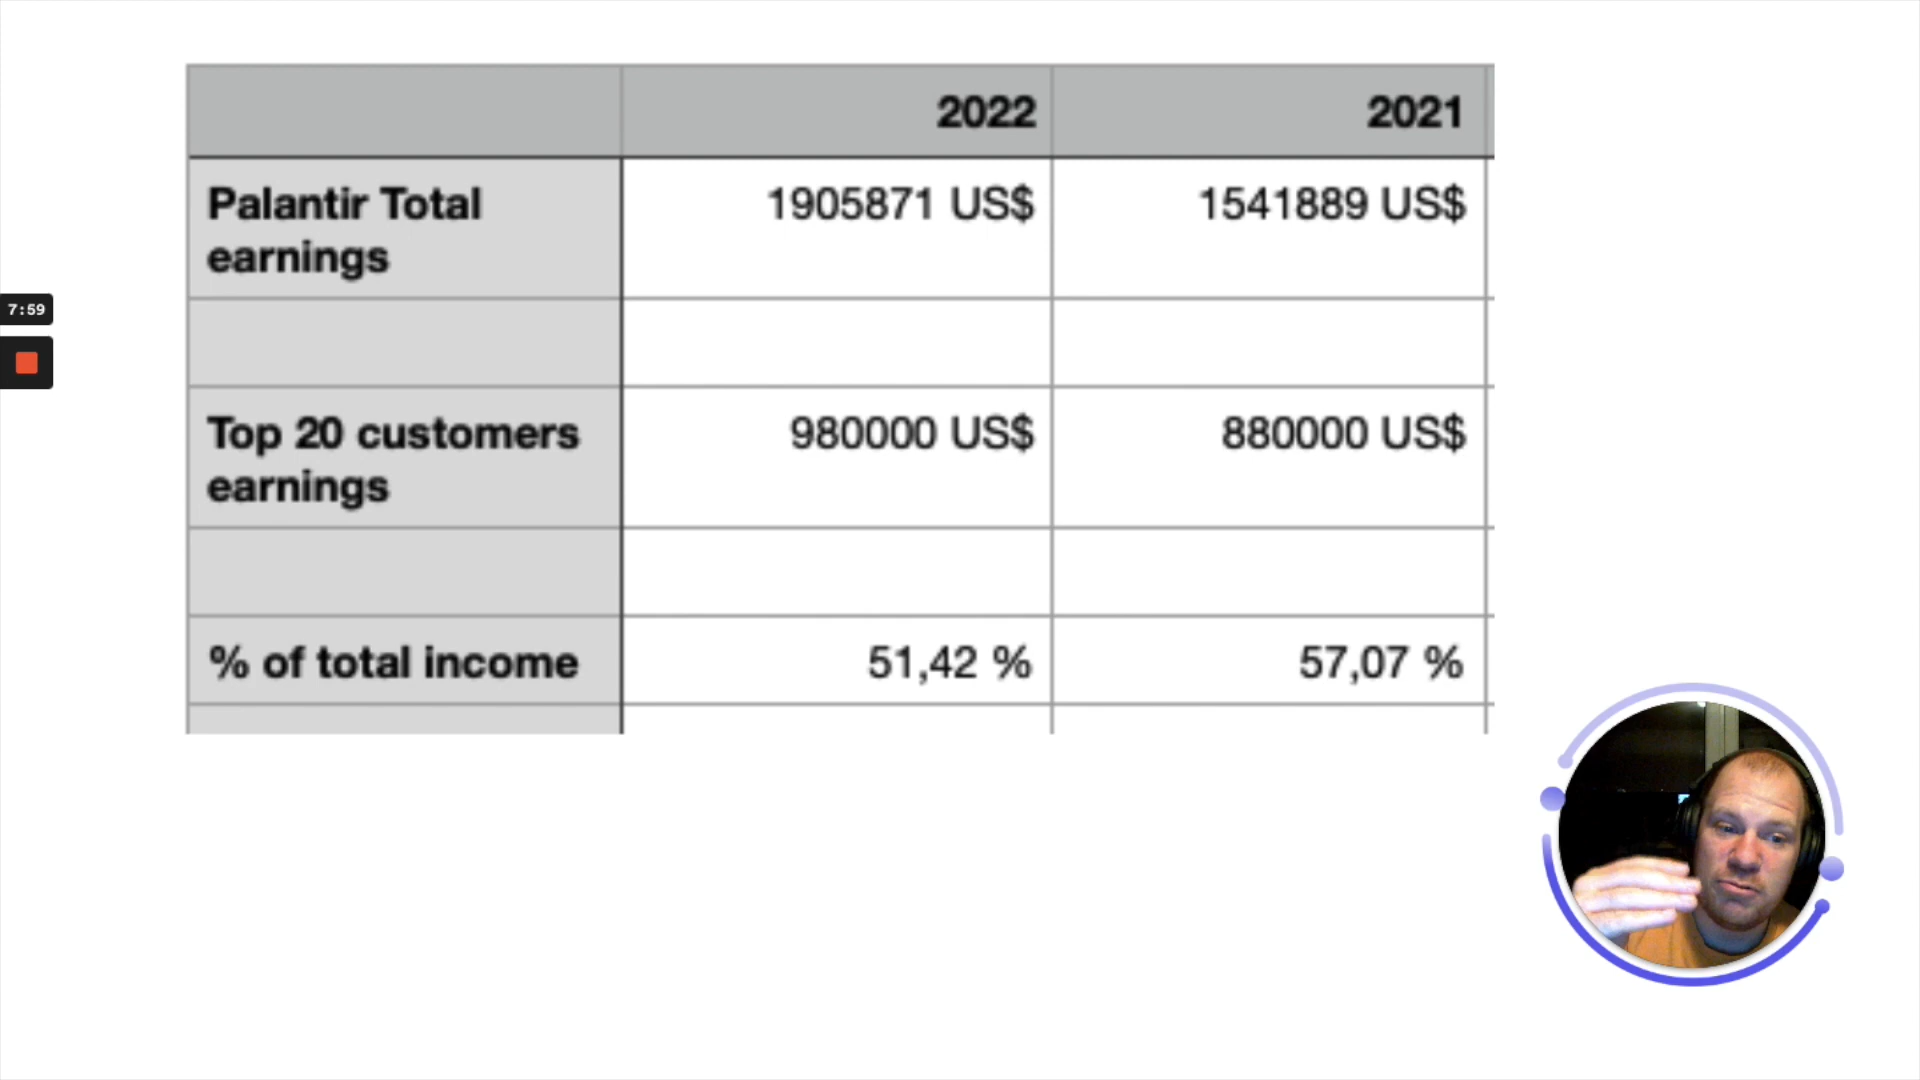 2022 2021
Palantir Total 1905871 US$ 1541889 US$
earnings
7:59
Top 20 customers 980000 US$ 880000 US$
earnings
% of total income 51,42 % 57,07 %